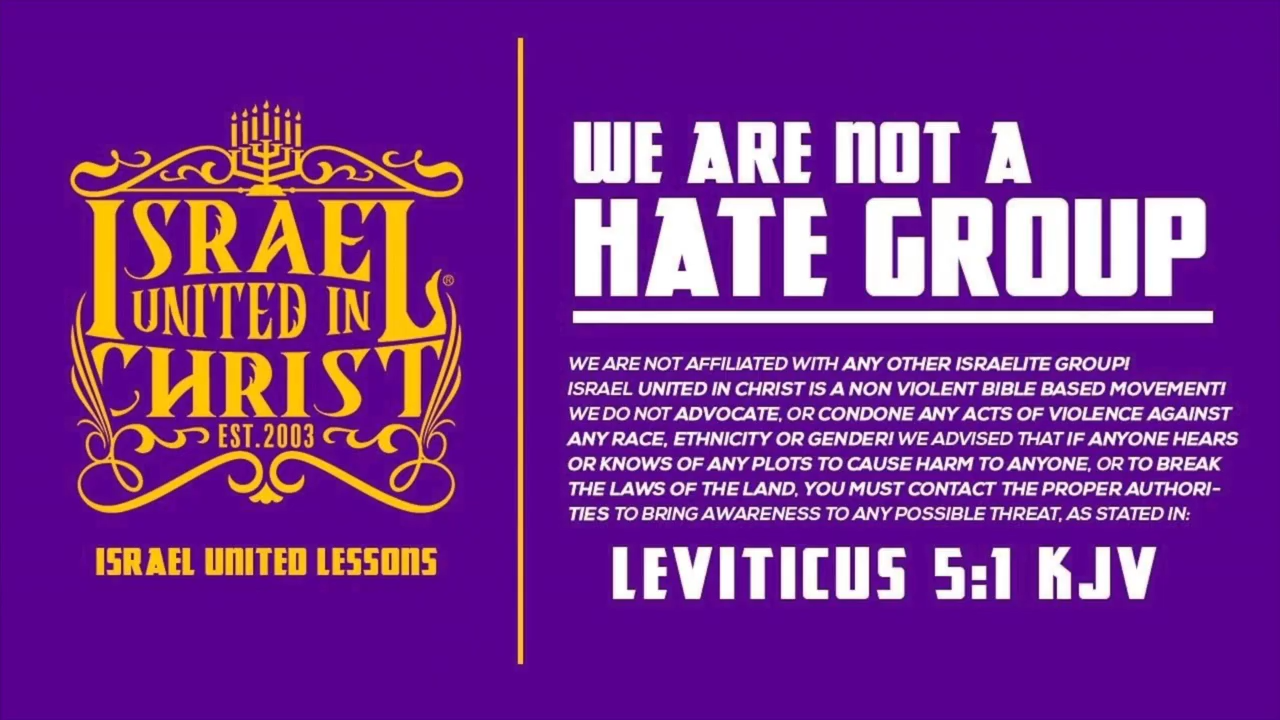 ISRAEL
UNITED IN
CHRIST
EST.2003
®
ISRAEL UNITED LESSONS
WE ARE NOT A
HATE GROUP
WE ARE NOT AFFILIATED WITH ANY OTHER ISRAELITE GROUP!
ISRAEL UNITED IN CHRIST IS A NON VIOLENT BIBLE BASED MOVEMENT!
WE DO NOT ADVOCATE, OR CONDONE ANY ACTS OF VIOLENCE AGAINST
ANY RACE, ETHNICITY OR GENDER! WE ADVISED THAT IF ANYONE HEARS
OR KNOWS OF ANY PLOTS TO CAUSE HARM TO ANYONE, OR TO BREAK
THE LAWS OF THE LAND, YOU MUST CONTACT THE PROPER AUTHORI-
TIES TO BRING AWARENESS TO ANY POSSIBLE THREAT, AS STATED IN:
LEVITICUS 5:1 KJV